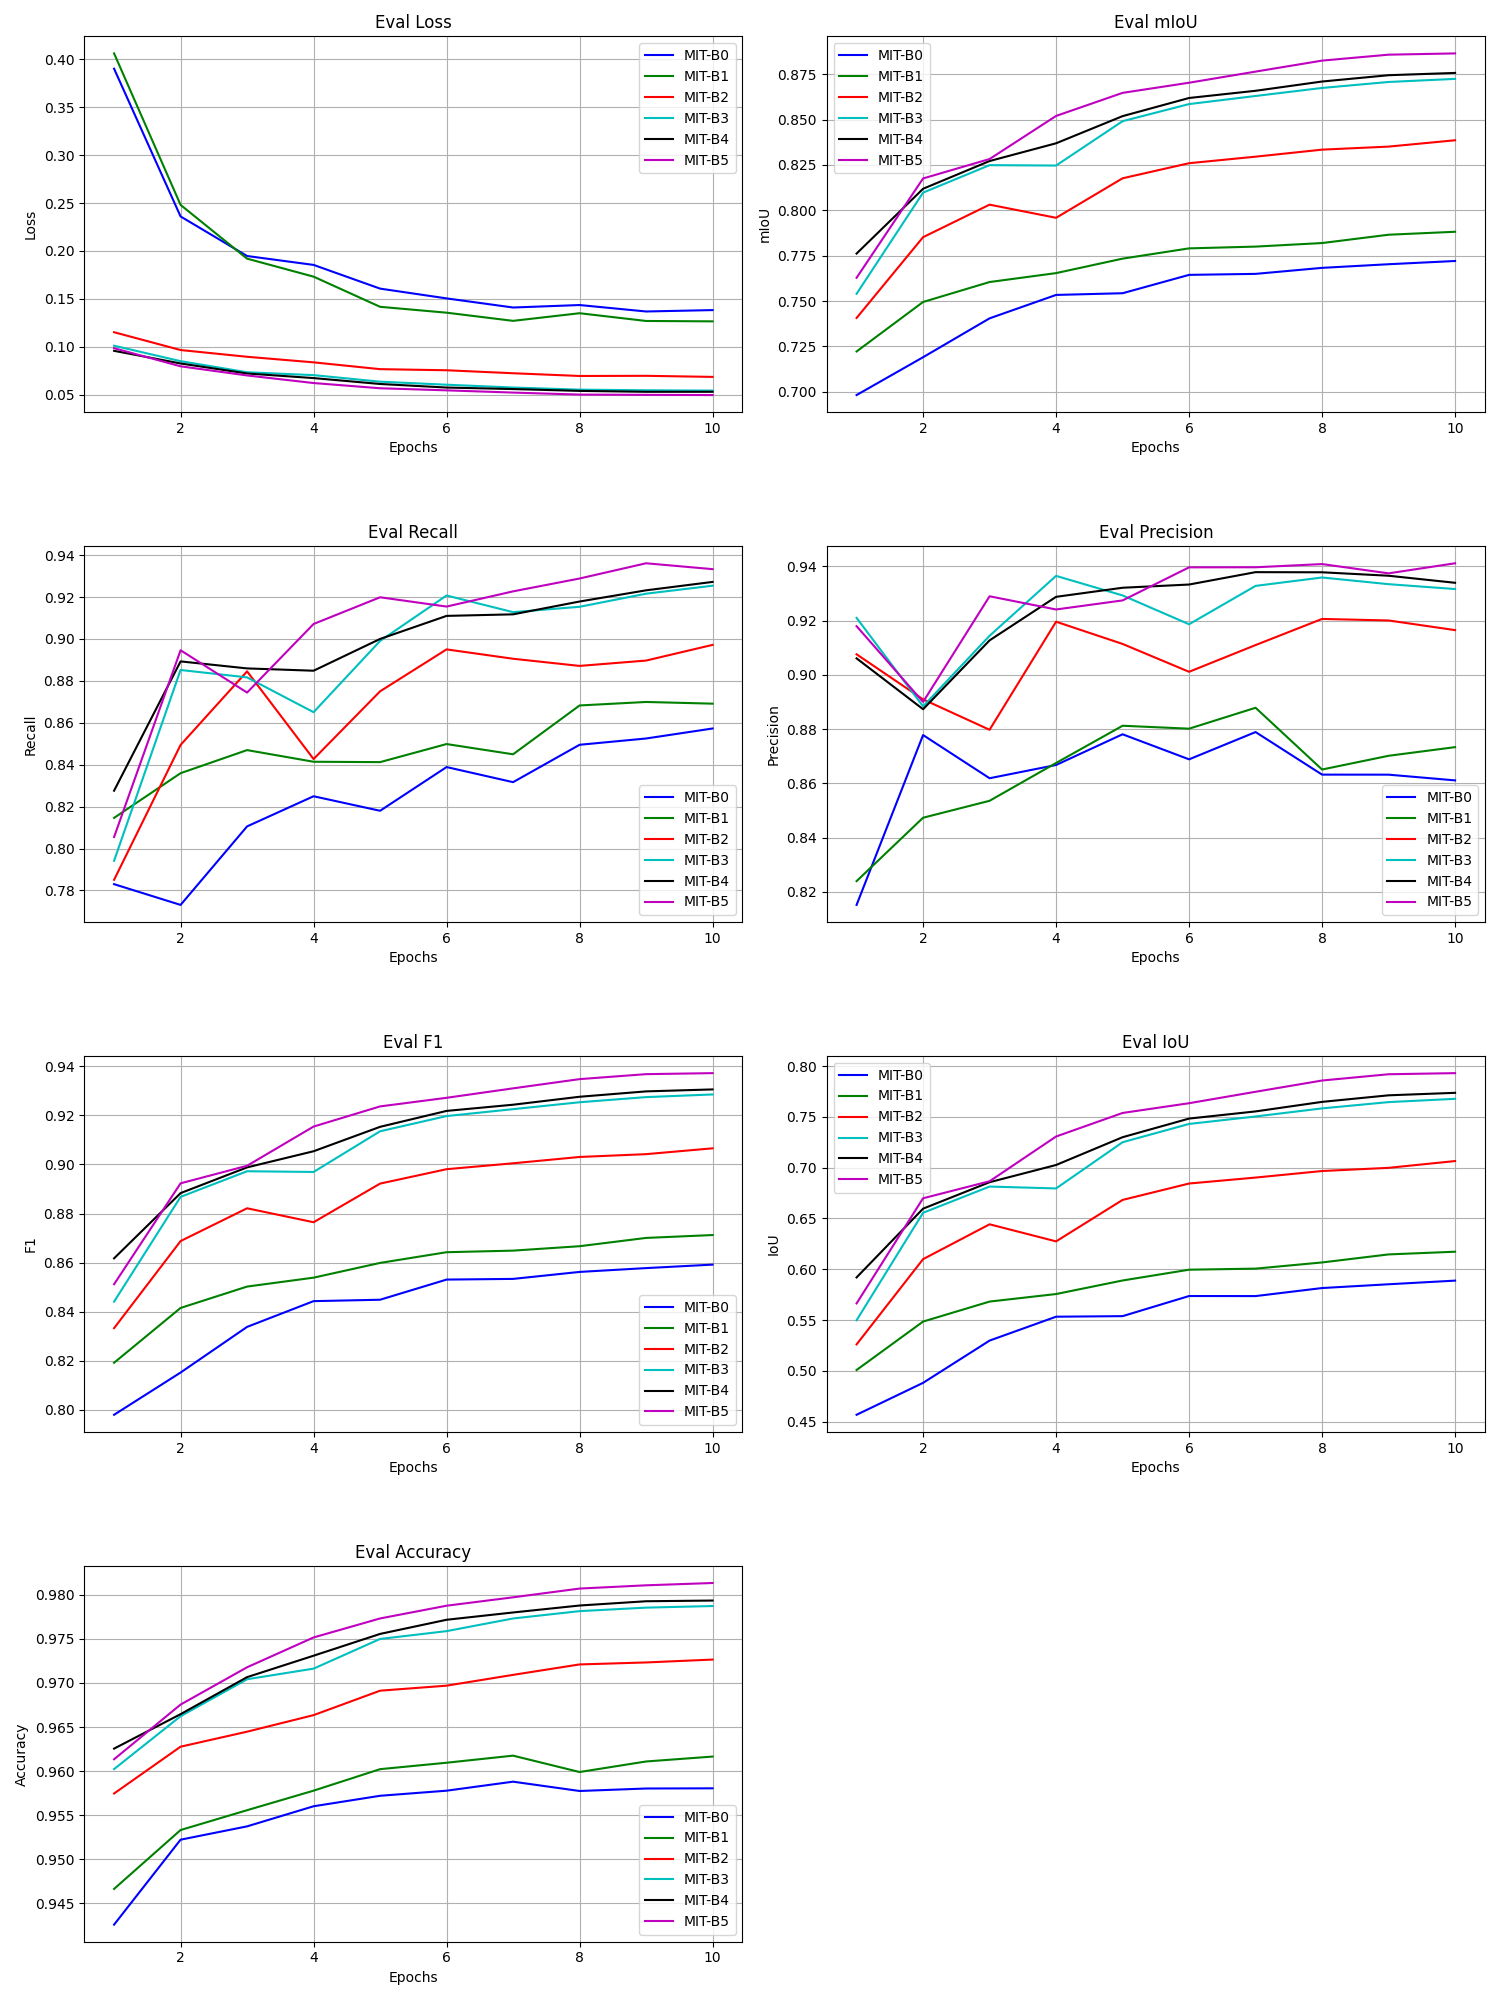 Eval Loss
0.40
0.35
0.30
0.25
0.20
0.15
0.10
0.05
Loss
2 4 6 8 10
Epochs
MIT-B0
MIT-B1
MIT-B2
MIT-B3
MIT-B4
MIT-B5
Eval mIoU
0.875
0.850
0.825
0.800
0.775
0.750
0.725
0.700
mIoU
2 4 6 8 10
Epochs
MIT-B0
MIT-B1
MIT-B2
MIT-B3
MIT-B4
MIT-B5
Eval Recall
0.94
0.92
0.90
0.88
0.86
0.84
0.82
0.80
0.78
Recall
2 4 6 8 10
Epochs
MIT-B0
MIT-B1
MIT-B2
MIT-B3
MIT-B4
MIT-B5
Eval Precision
0.94
0.92
0.90
0.88
0.86
0.84
0.82
Precision
2 4 6 8 10
Epochs
MIT-B0
MIT-B1
MIT-B2
MIT-B3
MIT-B4
MIT-B5
Eval F1
0.94
0.92
0.90
0.88
0.86
0.84
0.82
0.80
F1
2 4 6 8 10
Epochs
MIT-B0
MIT-B1
MIT-B2
MIT-B3
MIT-B4
MIT-B5
Eval IoU
0.80
0.75
0.70
0.65
0.60
0.55
0.50
0.45
IoU
2 4 6 8 10
Epochs
MIT-B0
MIT-B1
MIT-B2
MIT-B3
MIT-B4
MIT-B5
Eval Accuracy
0.980
0.975
0.970
0.965
0.960
0.955
0.950
0.945
Accuracy
2 4 6 8 10
Epochs
MIT-B0
MIT-B1
MIT-B2
MIT-B3
MIT-B4
MIT-B5